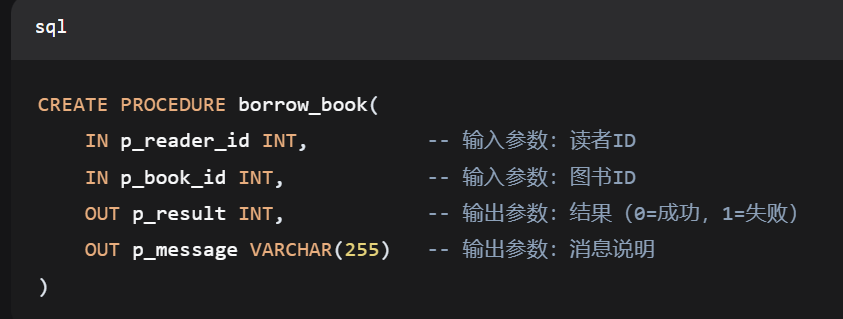 sql
CREATE PROCEDURE borrow_book(
IN p_reader_id INT, -- 输入参数：读者ID
IN p_book_id INT, -- 输入参数：图书ID
OUT p_result INT, -- 输出参数：结果（0=成功，1=失败）
OUT p_message VARCHAR(255) -- 输出参数：消息说明
)